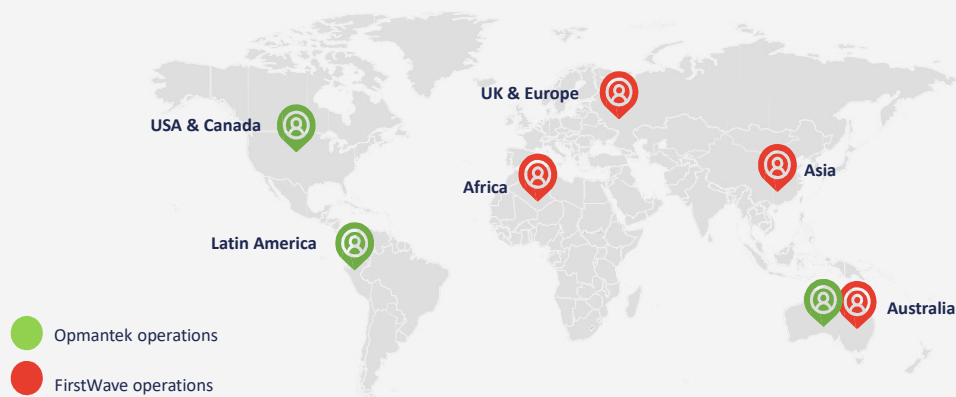 UK & Europe
USA & Canada
Asia
Africa
Latin America
Australia
Opmantek operations
FirstWave operations